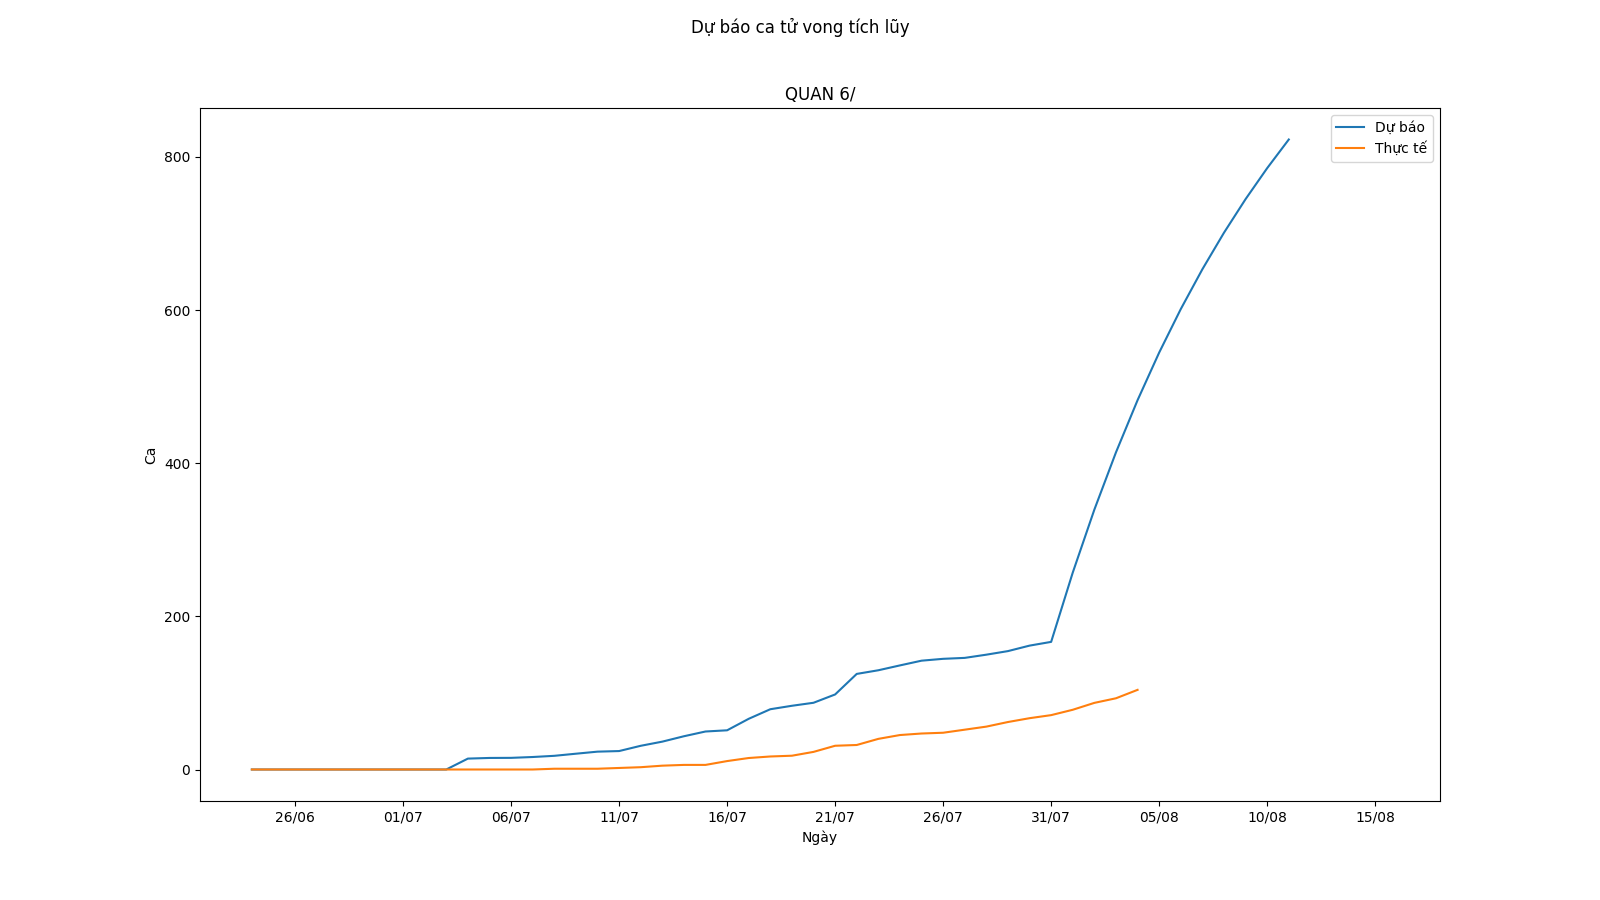 Dự báo ca tử vong tích lũy
QUAN 6/
Dự báo
Thực tế
800
600
400
200
0
Ca
26/06 01/07 06/07 11/07 16/07 21/07 26/07 31/07 05/08 10/08 15/08
Ngày